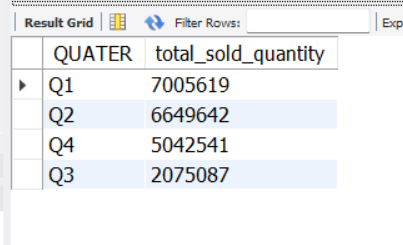 Result Grid Filter Rows: Exp
QUATER total_sold_quantity
Q1 7005619
Q2 6649642
Q4 5042541
Q3 2075087